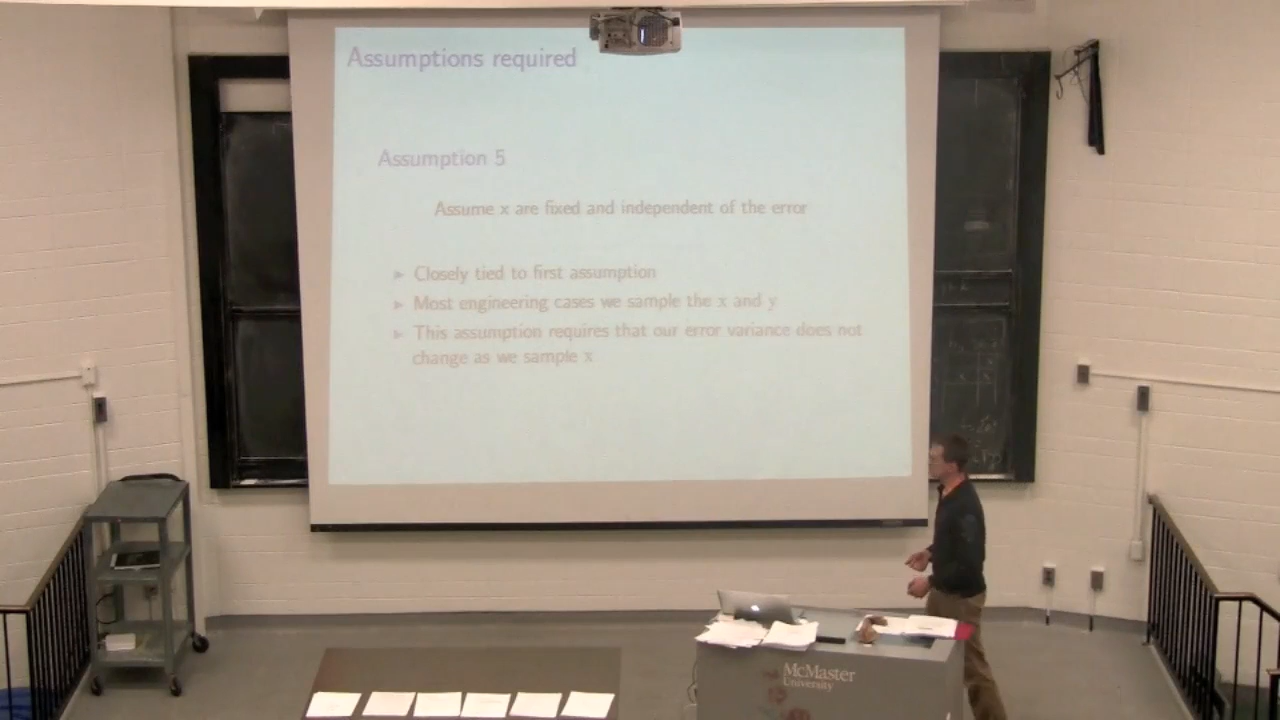 Assumptions required
Assumption 5
Assume x are fixed and independent of the error
Closely tied to first assumption
Most engineering cases we sample the x and y
This assumption requires that our error variance does not
change as we sample x
McMaster
University